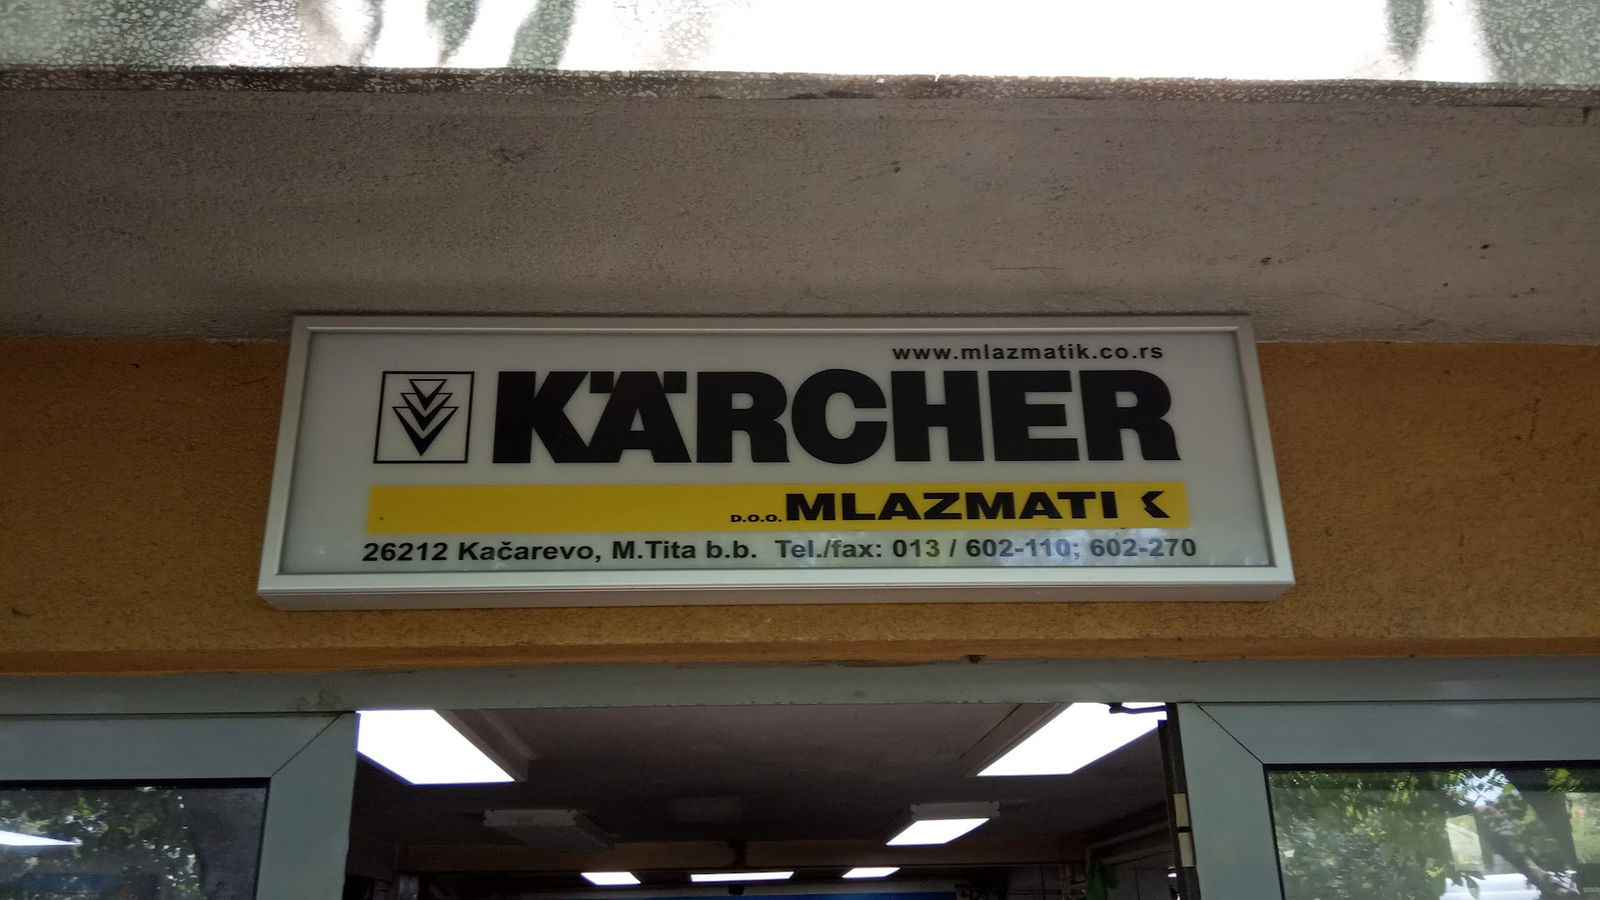 www.mlazmatik.co.rs
KÄRCHER
D.O.O. MLAZMATIK
26212 Kačarevo, M.Tita b.b. Tel./fax: 013 / 602-110; 602-270